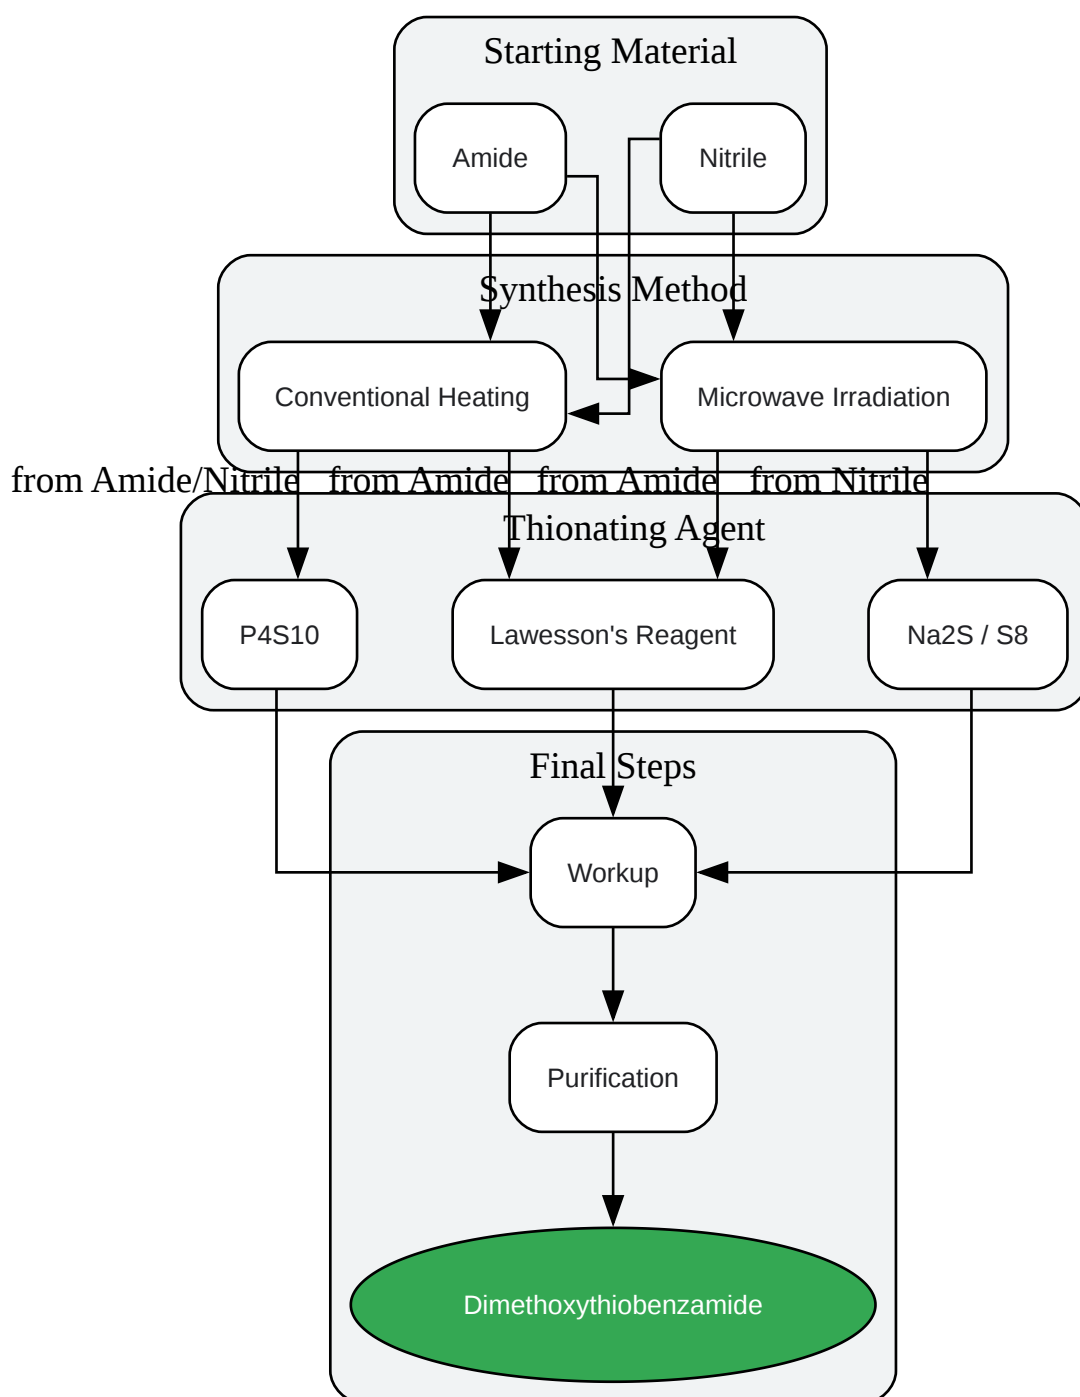 Starting Material
Amide
Nitrile
Synthesis Method
Conventional Heating
Microwave Irradiation
from Amide/Nitrile
from Amide
from Amide
from Nitrile
Thionating Agent
P4S10
Lawesson's Reagent
Na2S / S8
Final Steps
Workup
Purification
Dimethoxythiobenzamide